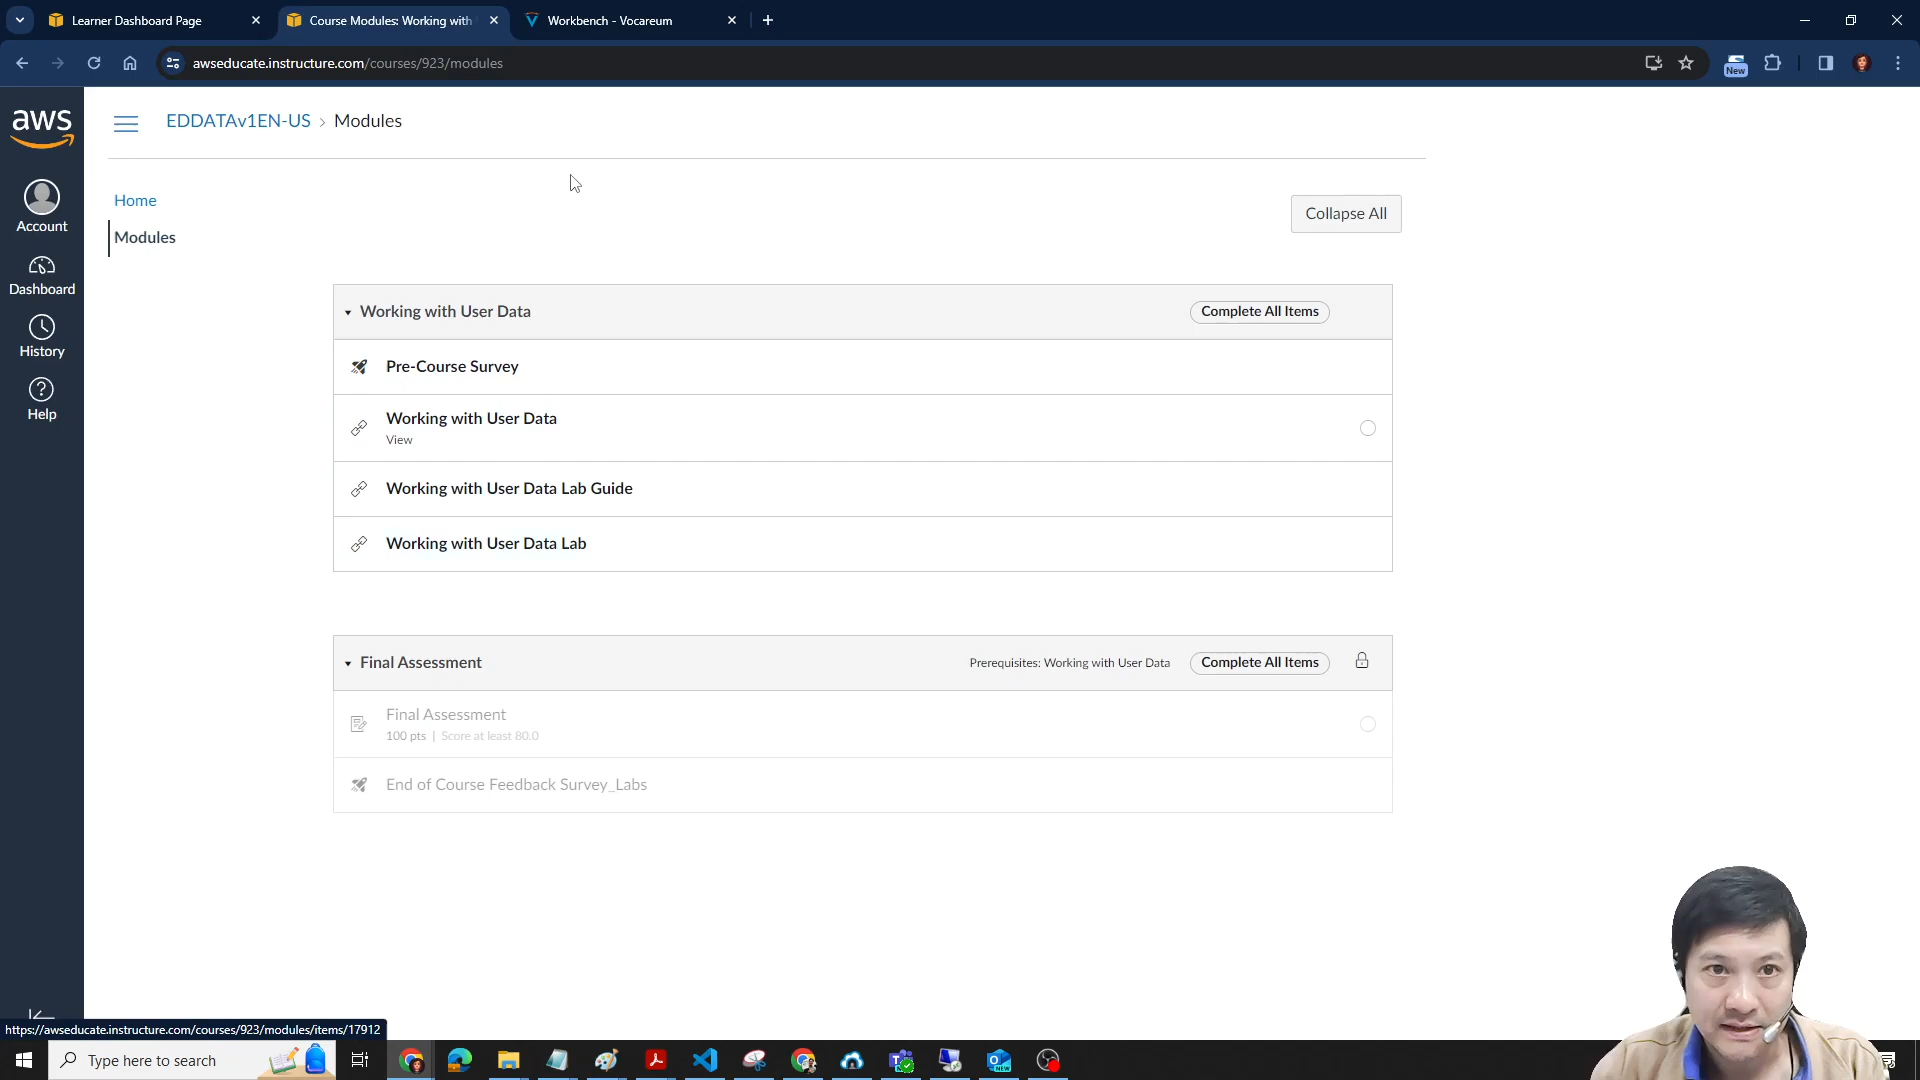 Learner Dashboard Page
Course Modules: Working with
Workbench - Vocareum
awseducate.instructure.com/courses/923/modules
New
aws
EDDATAv1EN-US > Modules
Account
Dashboard
History
Help
Home
Modules
Collapse All
Working with User Data
Complete All Items
Pre-Course Survey
Working with User Data
View
Working with User Data Lab Guide
Working with User Data Lab
Final Assessment
Prerequisites: Working with User Data
Complete All Items
Final Assessment
100 pts | Score at least 80.0
End of Course Feedback Survey_Labs
https://awseducate.instructure.com/courses/923/modules/items/17912
Type here to search
NEW